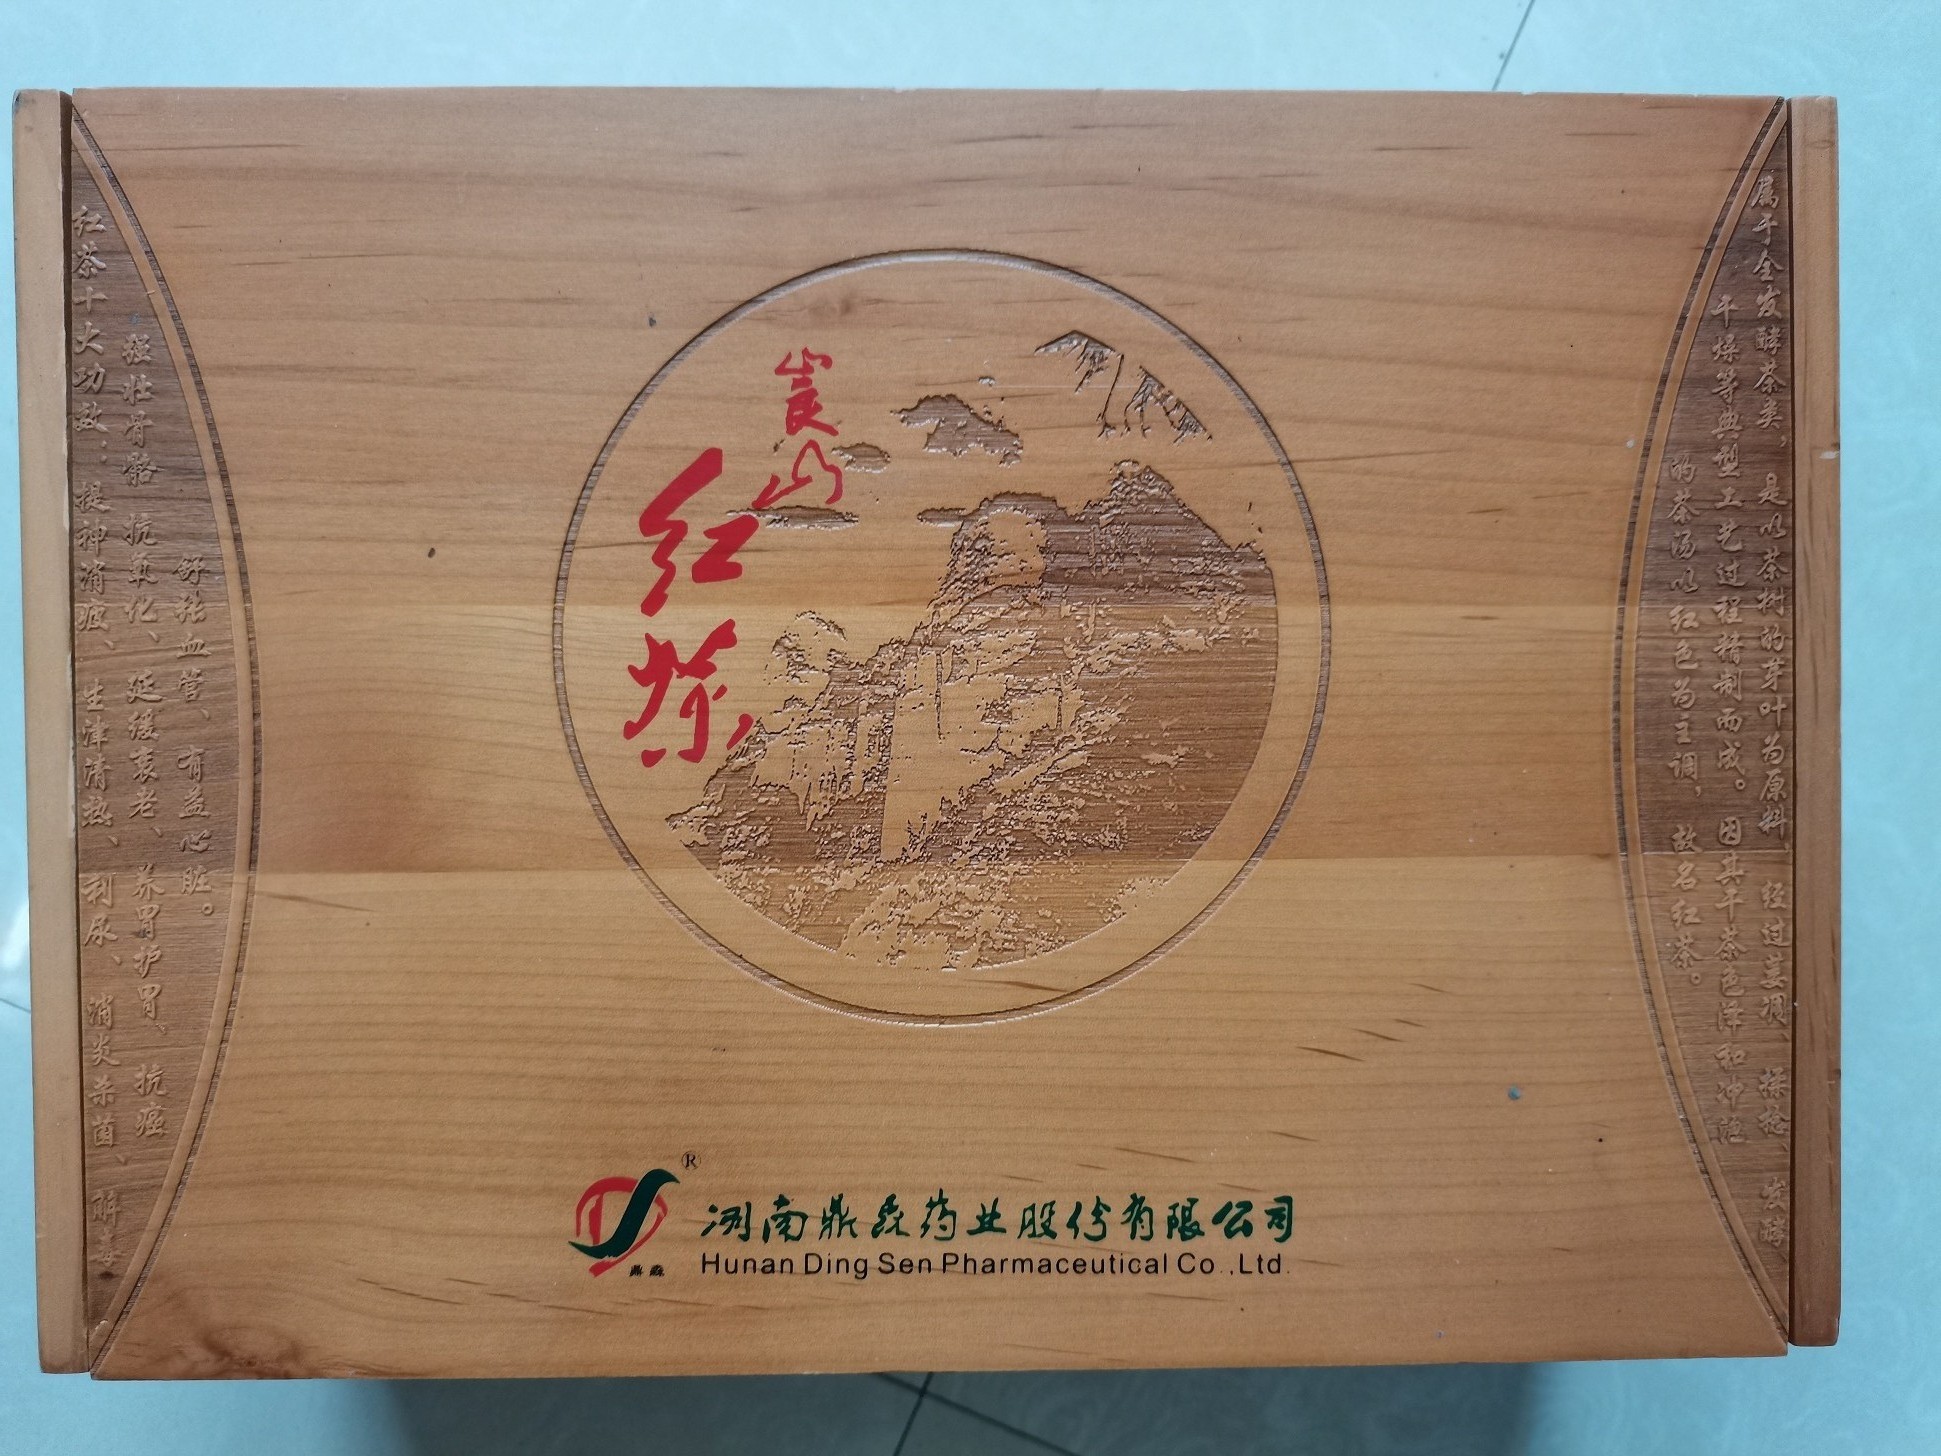 崀山
红茶
红茶十大功效：提神消疲、生津清热、利尿、消炎杀菌、解毒、
强壮骨骼 抗氧化、延缓衰老、养胃护胃、抗癌
舒张血管、有益心脏。
属于全发酵茶类，是以茶树的芽叶为原料、经过萎凋、揉捻、发酵
干燥等典型工艺过程精制而成。因其干茶色泽和冲泡
的茶汤以红色为主调，故名红茶。
®
鼎森
湖南鼎森药业股份有限公司
Hunan Ding Sen Pharmaceutical Co.,Ltd.